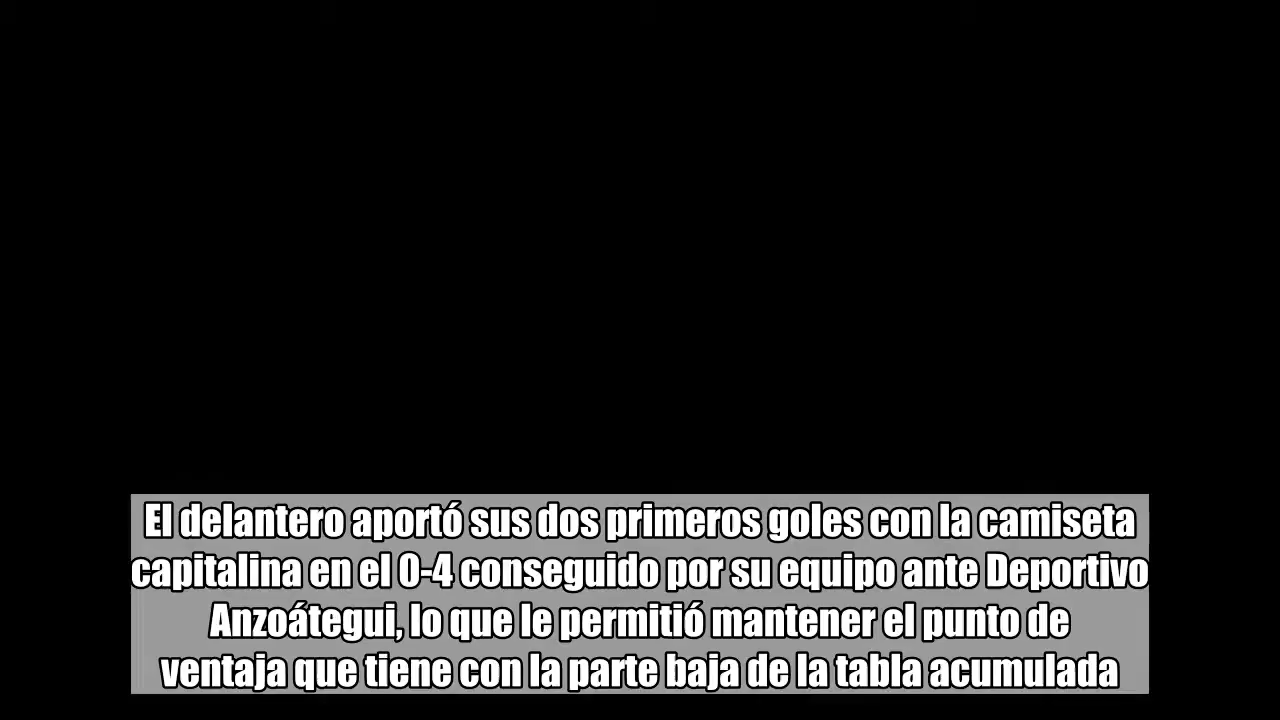 El delantero aportó sus dos primeros goles con la camiseta
capitalina en el 0-4 conseguido por su equipo ante Deportivo
Anzoátegui, lo que le permitió mantener el punto de
ventaja que tiene con la parte baja de la tabla acumulada